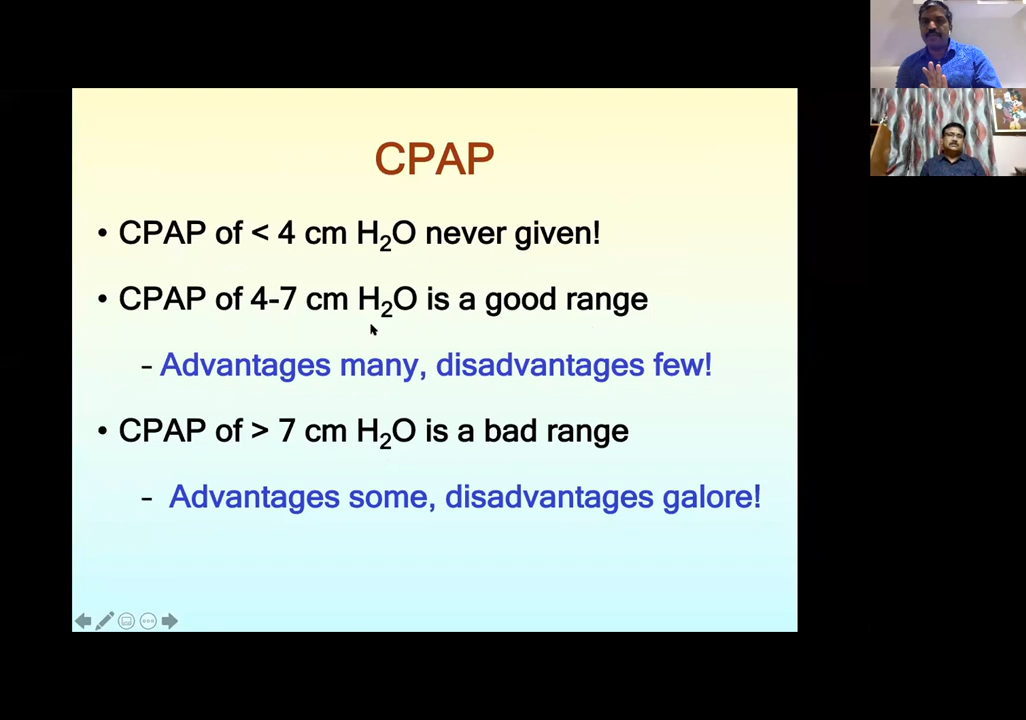 CPAP
• CPAP of < 4 cm H₂O never given!
• CPAP of 4-7 cm H₂O is a good range
- Advantages many, disadvantages few!
• CPAP of > 7 cm H₂O is a bad range
- Advantages some, disadvantages galore!